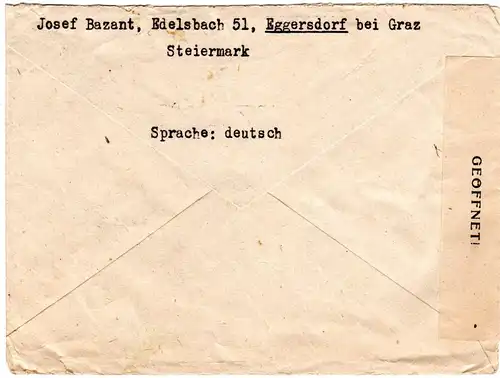 Josef Bazant, Edelsbach 51, Eggersdorf bei Graz
Steiermark
Sprache: deutsch
GEÖFFNET!